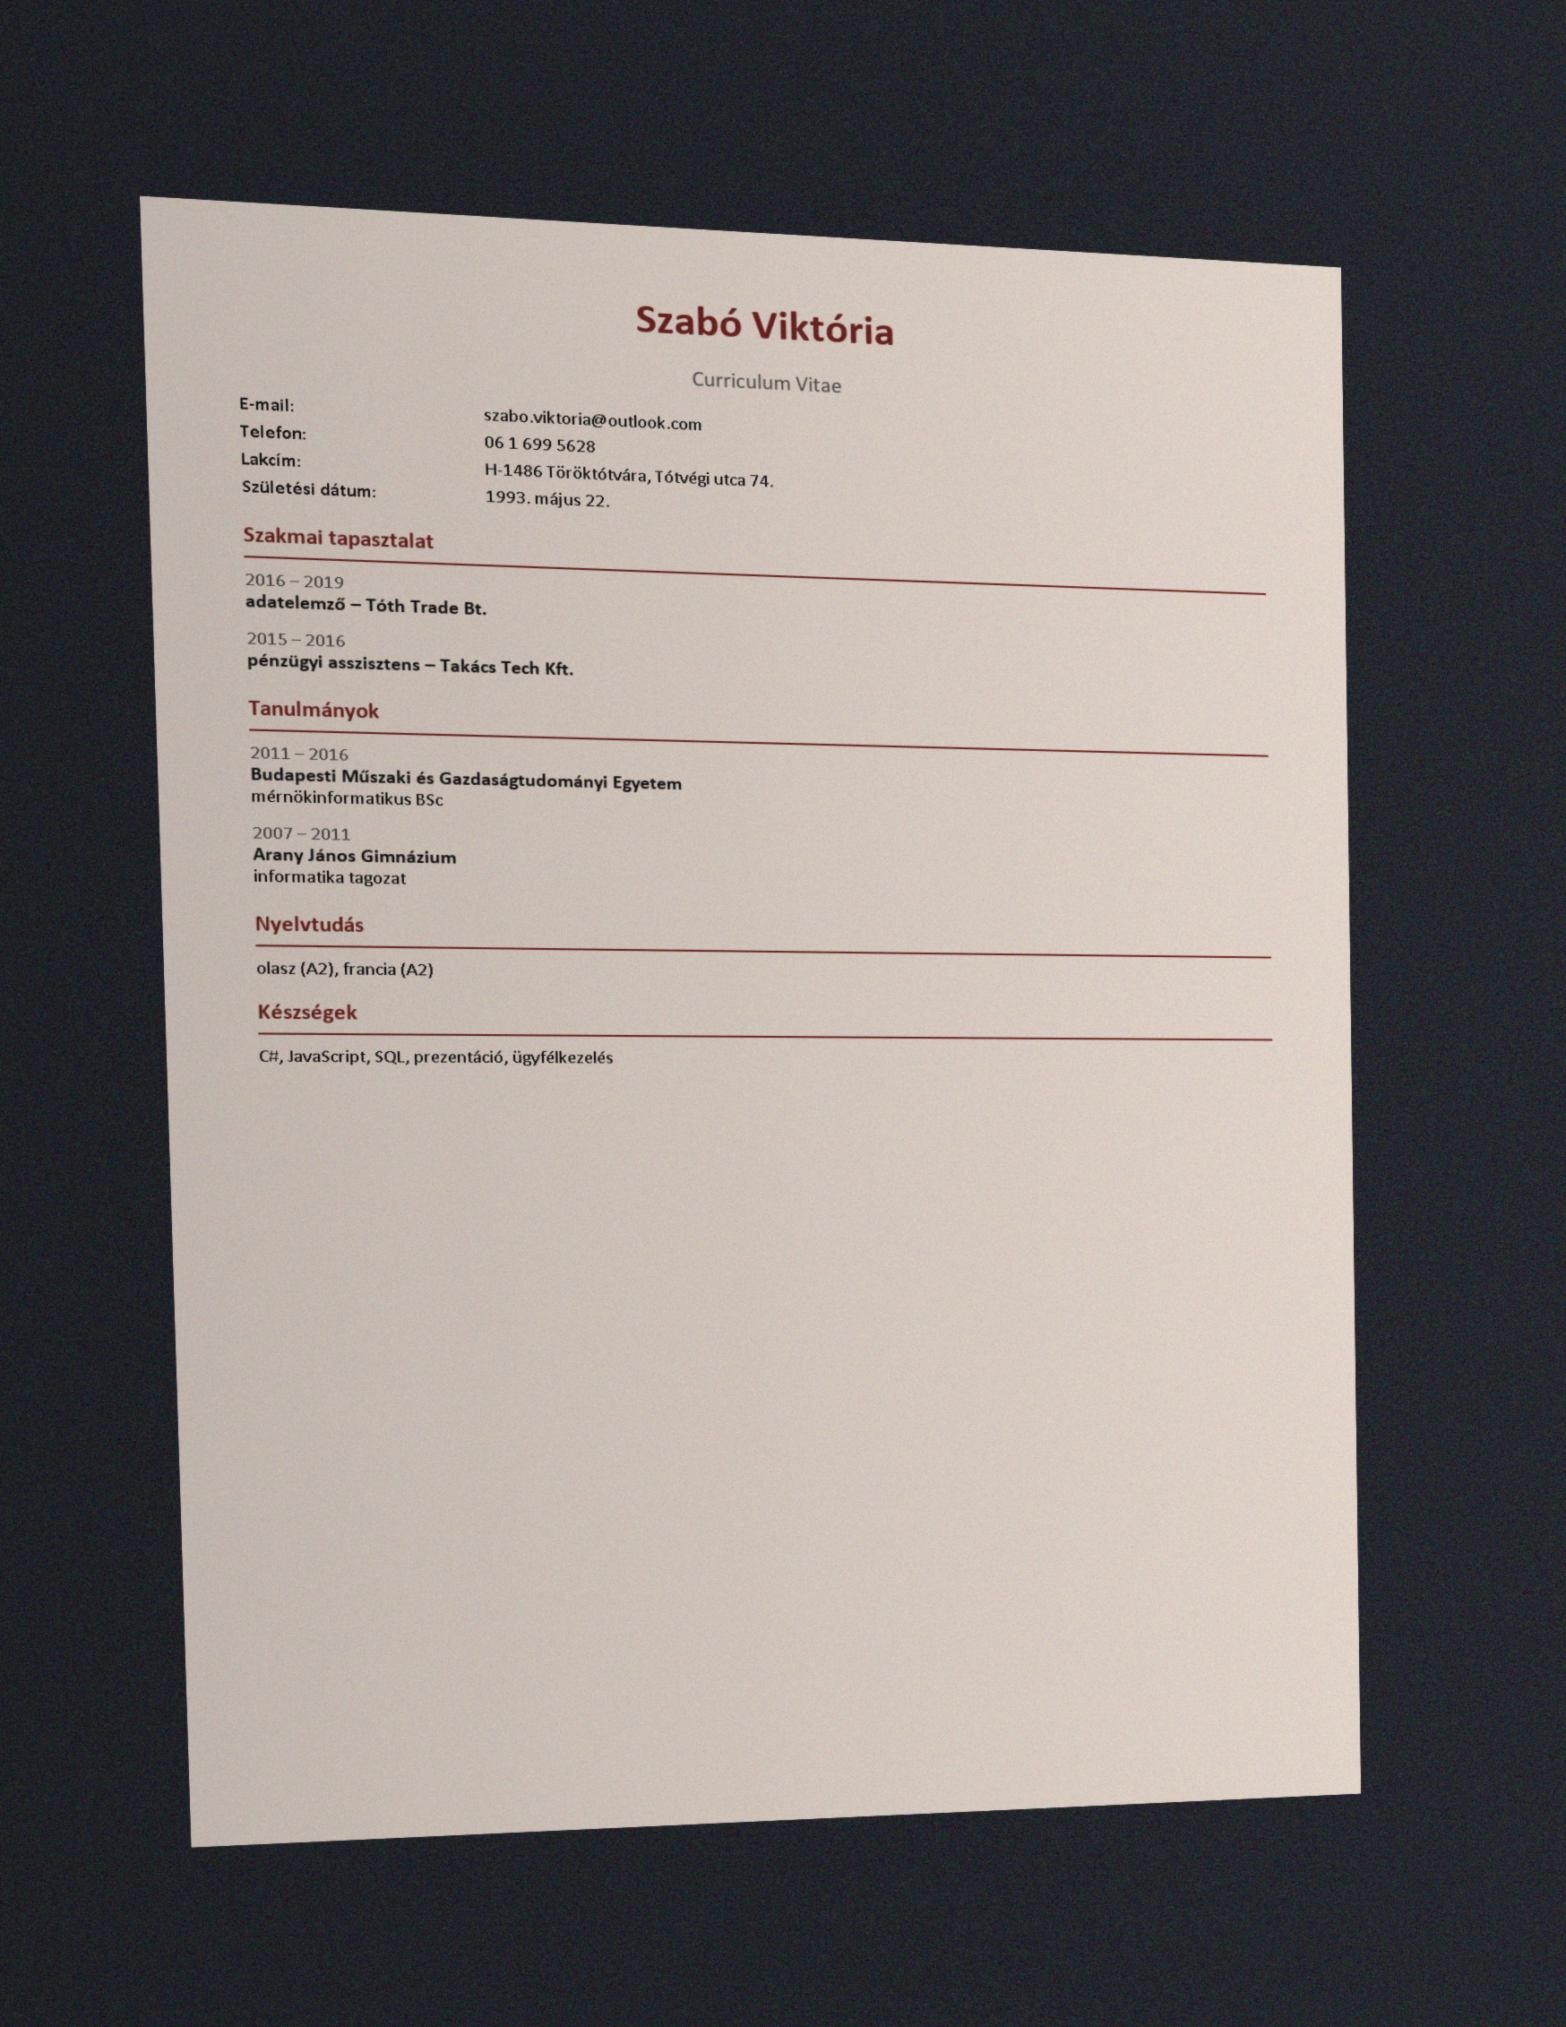 Szabó Viktória
Curriculum Vitae
E-mail: szabo.viktoria@outlook.com
Telefon: 06 1 699 5628
Lakcím: H-1486 Töröktótvára, Tótvégi utca 74.
Születési dátum: 1993. május 22.
Szakmai tapasztalat
2016 – 2019
adatelemző – Tóth Trade Bt.
2015 – 2016
pénzügyi asszisztens – Takács Tech Kft.
Tanulmányok
2011 – 2016
Budapesti Műszaki és Gazdaságtudományi Egyetem
mérnökinformatikus BSc
2007 – 2011
Arany János Gimnázium
informatika tagozat
Nyelvtudás
olasz (A2), francia (A2)
Készségek
C#, JavaScript, SQL, prezentáció, ügyfélkezelés